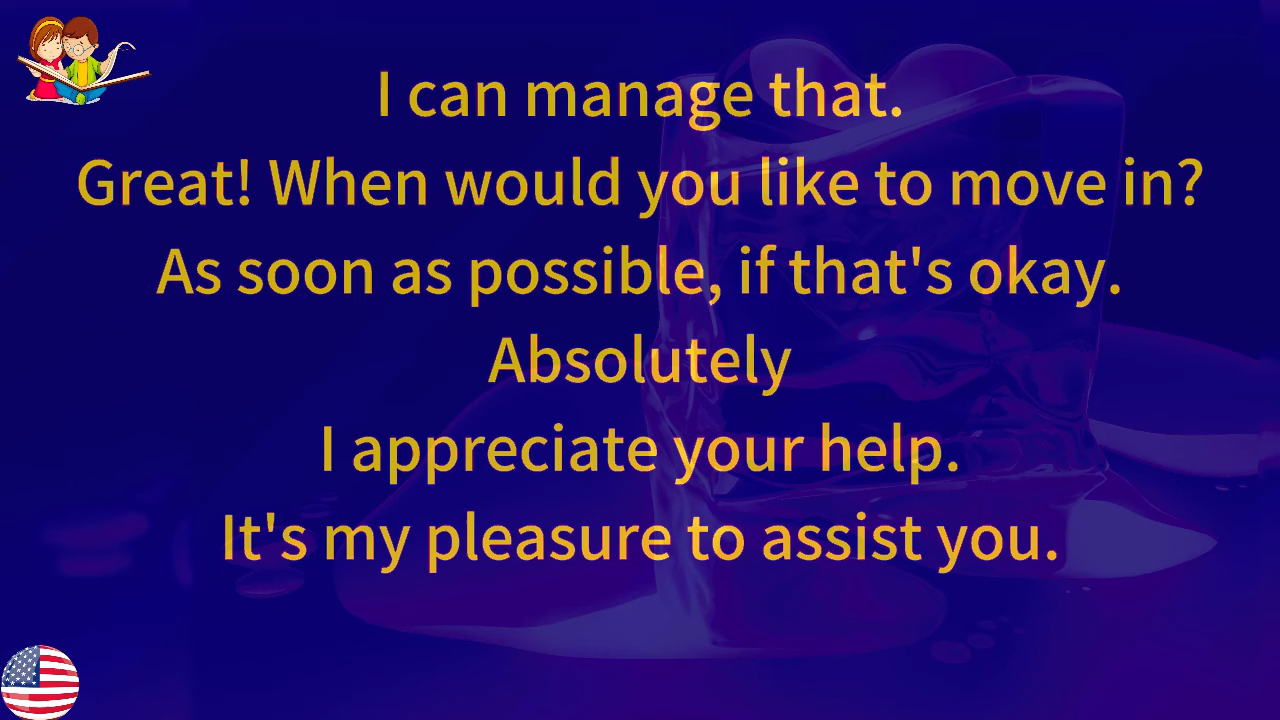 I can manage that.
Great! When would you like to move in?
As soon as possible, if that's okay.
Absolutely
I appreciate your help.
It's my pleasure to assist you.